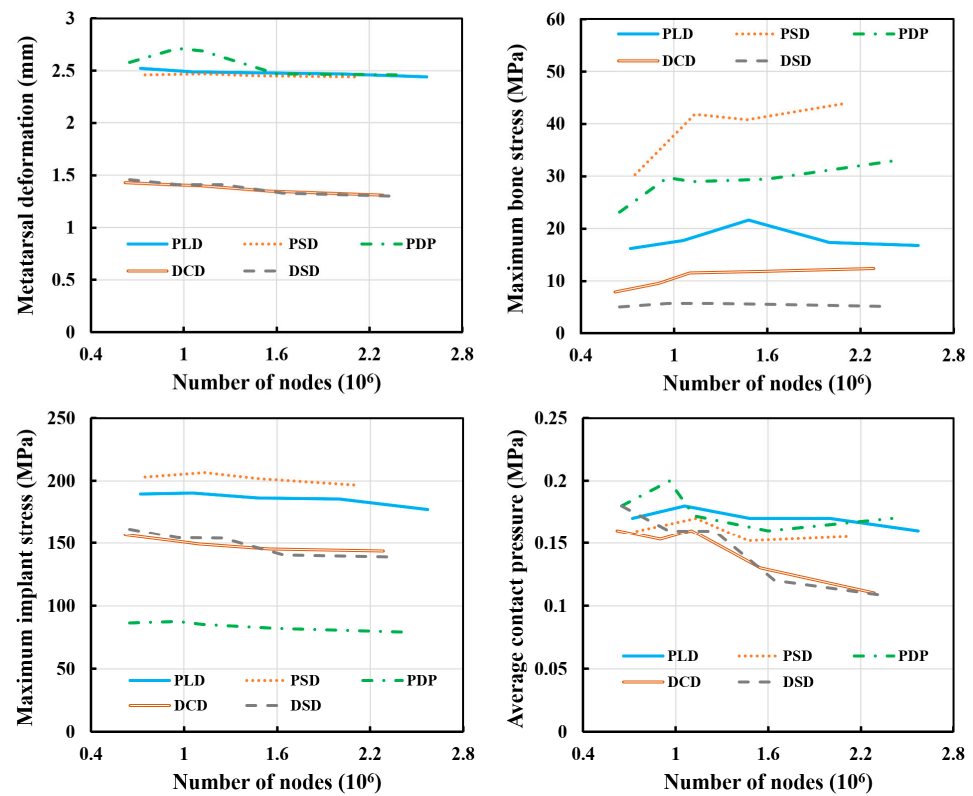 Metatarsal deformation (mm)
3
2.5
2
1.5
1
0.5
0
PLD PSD PDP
DCD DSD
0.4 1 1.6 2.2 2.8
Number of nodes (10⁶)
Maximum bone stress (MPa)
60
50
40
30
20
10
0
PLD PSD PDP
DCD DSD
0.4 1 1.6 2.2 2.8
Number of nodes (10⁶)
Maximum implant stress (MPa)
250
200
150
100
50
0
PLD PSD PDP
DCD DSD
0.4 1 1.6 2.2 2.8
Number of nodes (10⁶)
Average contact pressure (MPa)
0.25
0.2
0.15
0.1
0.05
0
PLD PSD PDP
DCD DSD
0.4 1 1.6 2.2 2.8
Number of nodes (10⁶)